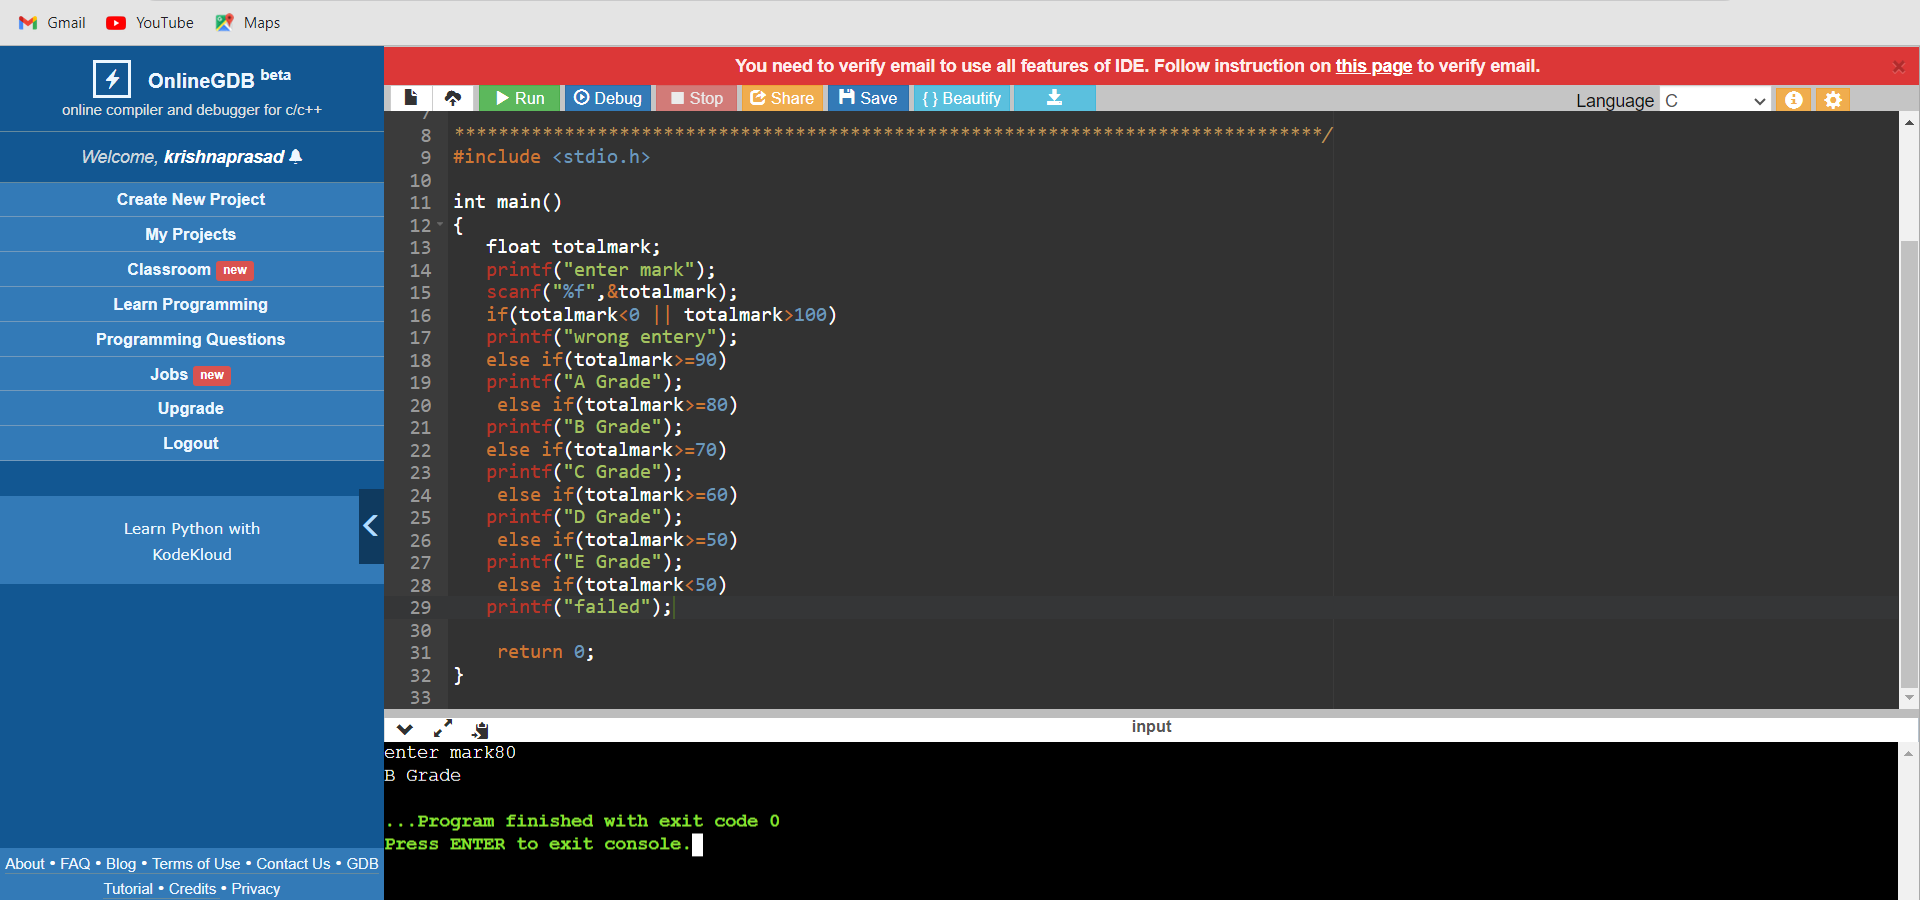 Gmail YouTube Maps
OnlineGDB beta
online compiler and debugger for c/c++
Welcome, krishnaprasad
Create New Project
My Projects
Classroom new
Learn Programming
Programming Questions
Jobs new
Upgrade
Logout
Learn Python with
KodeKloud
About • FAQ • Blog • Terms of Use • Contact Us • GDB
Tutorial • Credits • Privacy
You need to verify email to use all features of IDE. Follow instruction on this page to verify email. ×
Run Debug Stop Share Save { } Beautify Language C
7
8 *******************************************************************************/
9 #include <stdio.h>
10
11 int main()
12 {
13 float totalmark;
14 printf("enter mark");
15 scanf("%f",&totalmark);
16 if(totalmark<0 || totalmark>100)
17 printf("wrong entery");
18 else if(totalmark>=90)
19 printf("A Grade");
20 else if(totalmark>=80)
21 printf("B Grade");
22 else if(totalmark>=70)
23 printf("C Grade");
24 else if(totalmark>=60)
25 printf("D Grade");
26 else if(totalmark>=50)
27 printf("E Grade");
28 else if(totalmark<50)
29 printf("failed");
30
31 return 0;
32 }
33
input
enter mark80
B Grade
...Program finished with exit code 0
Press ENTER to exit console.